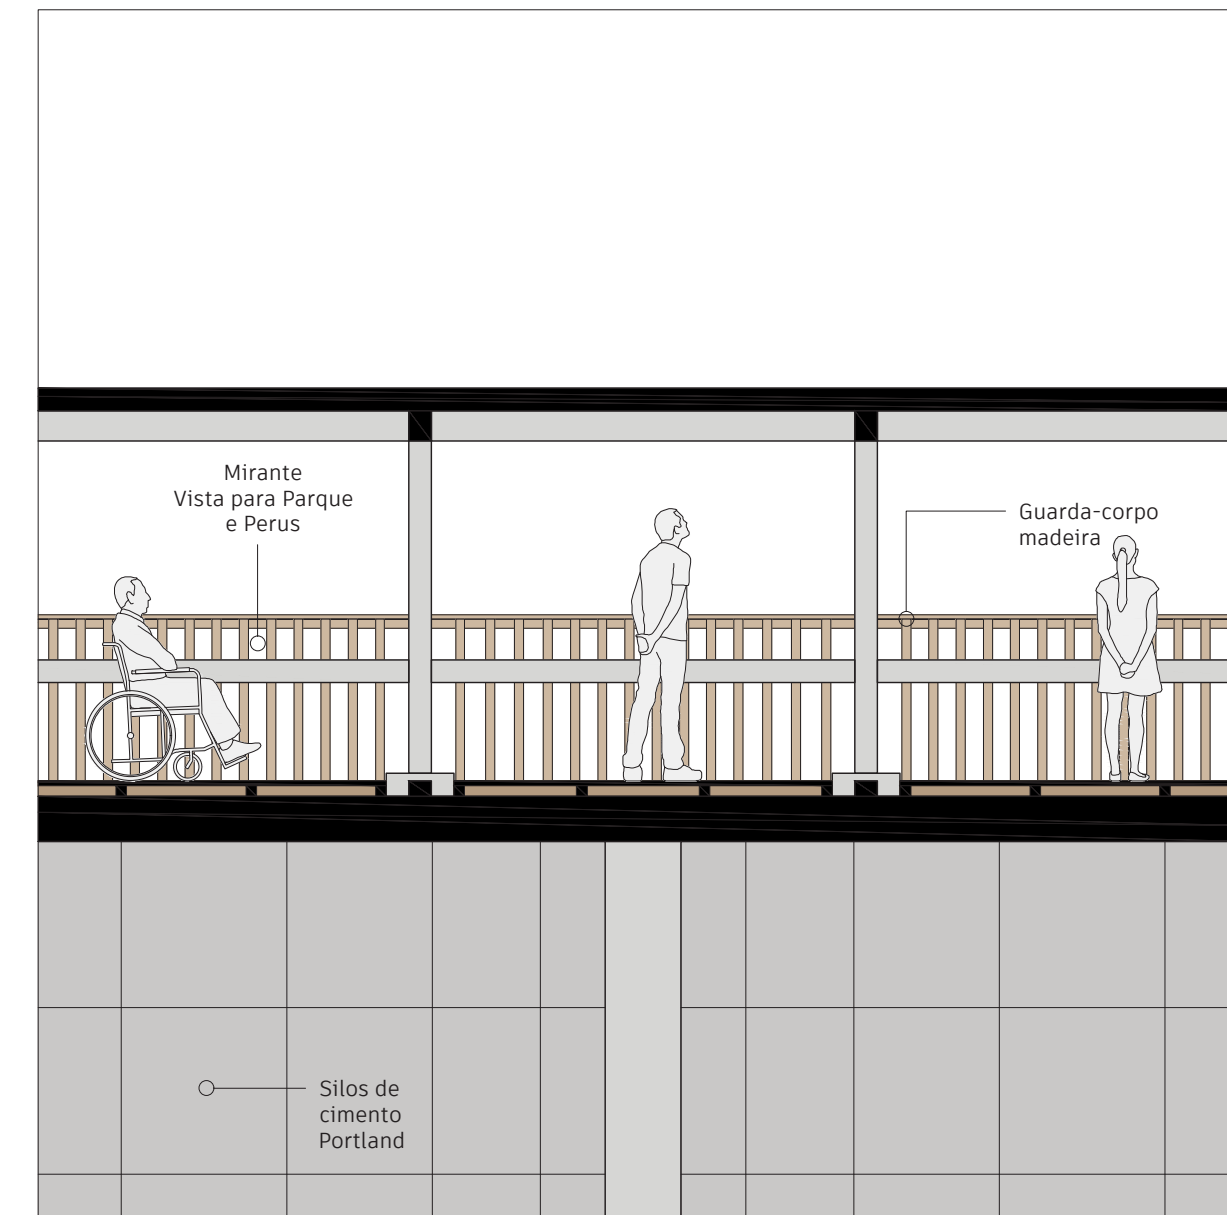 Mirante
Vista para Parque
e Perus
Guarda-corpo
madeira
Silos de
cimento
Portland